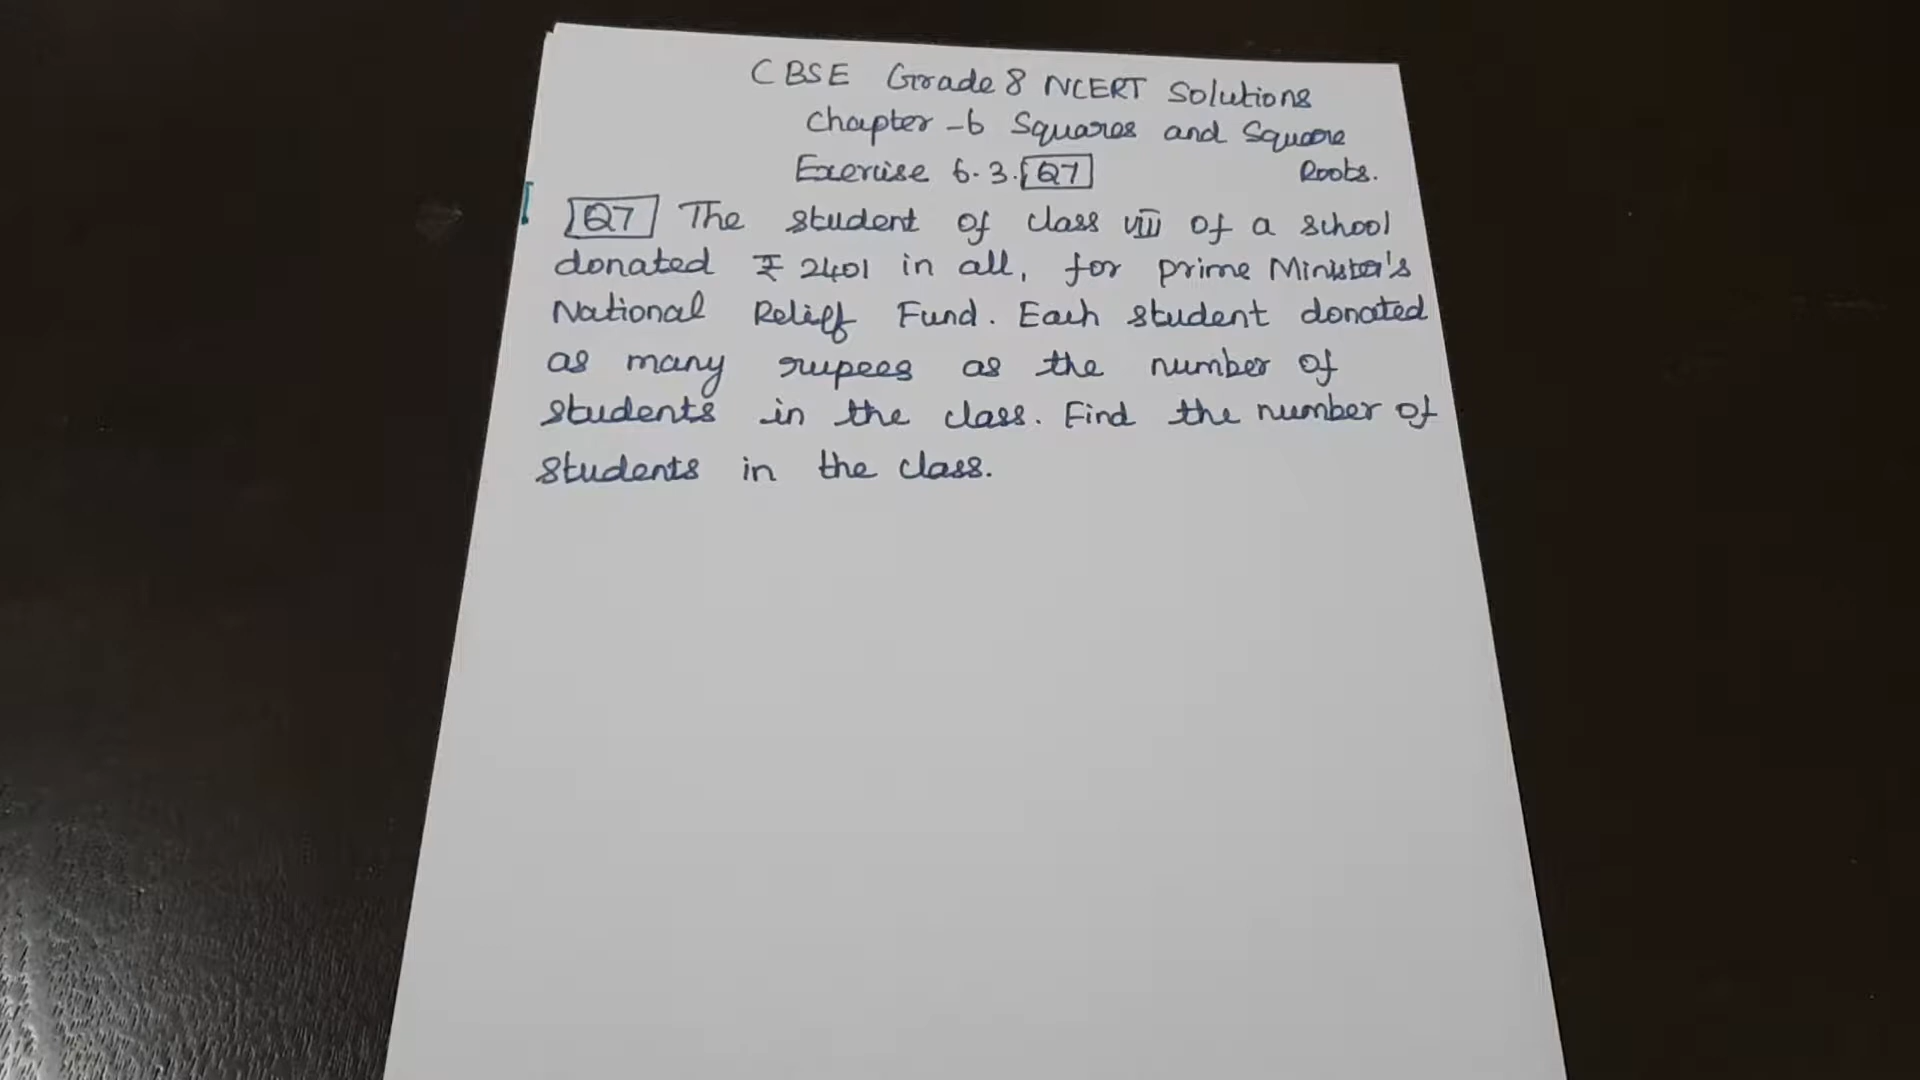 CBSE Grade 8 NCERT Solutions
Chapter -6 Squares and Square
Roots.
Exercise 6.3. Q7
Q7 The student of class VIII of a school
donated ₹ 2401 in all, for prime Minister's
National Reliff Fund. Each student donated
as many rupees as the number of
students in the class. Find the number of
students in the class.